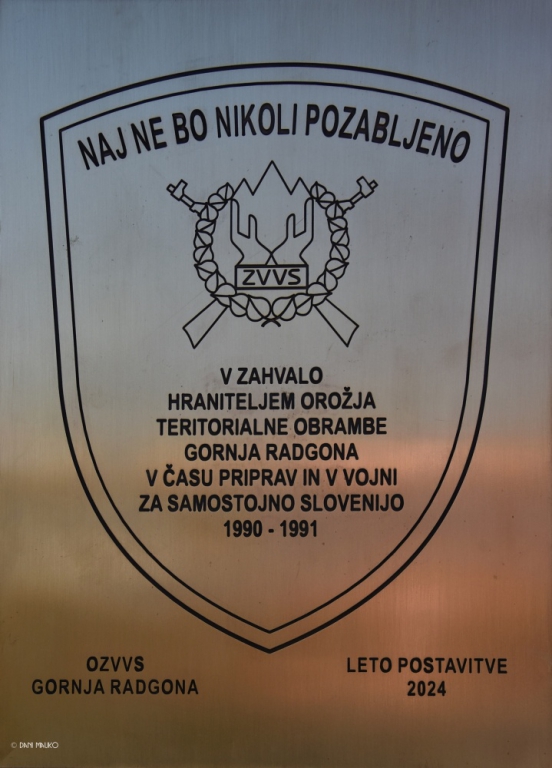 NAJ NE BO NIKOLI POZABLJENO
ZVVS
V ZAHVALO
HRANITELJEM OROŽJA
TERITORIALNE OBRAMBE
GORNJA RADGONA
V ČASU PRIPRAV IN V VOJNI
ZA SAMOSTOJNO SLOVENIJO
1990 - 1991
OZVVS
GORNJA RADGONA
LETO POSTAVITVE
2024
© DANI MAUKO